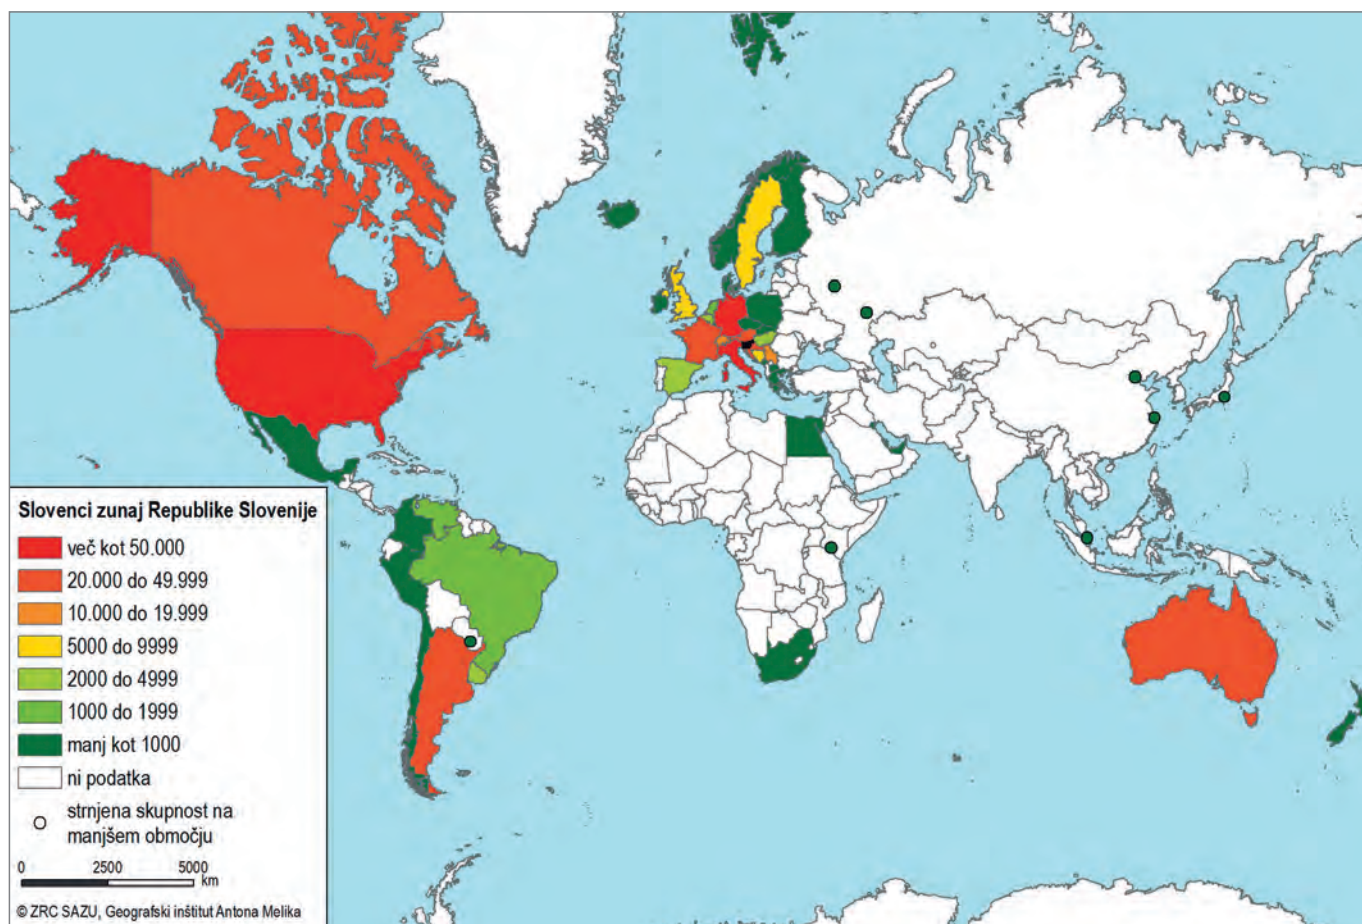 Slovenci zunaj Republike Slovenije
več kot 50.000
20.000 do 49.999
10.000 do 19.999
5000 do 9999
2000 do 4999
1000 do 1999
manj kot 1000
ni podatka
strnjena skupnost na
manjšem območju
0 2500 5000
km
© ZRC SAZU, Geografski inštitut Antona Melika